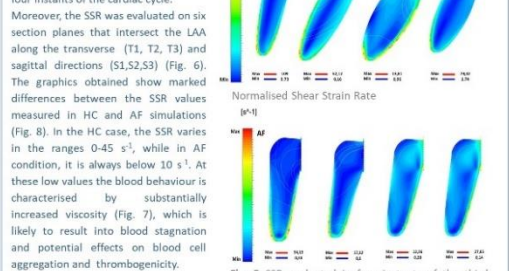 four instants of the cardiac cycle.
Moreover, the SSR was evaluated on six
section planes that intersect the LAA
along the transverse (T1, T2, T3) and
sagittal directions (S1,S2,S3) (Fig. 6).
The graphics obtained show marked
differences between the SSR values
measured in HC and AF simulations
(Fig. 8). In the HC case, the SSR varies
in the ranges 0-45 s⁻¹, while in AF
condition, it is always below 10 s⁻¹. At
these low values the blood behaviour is
characterised by substantially
increased viscosity (Fig. 7), which is
likely to result into blood stagnation
and potential effects on blood cell
aggregation and thrombogenicity.
Max Max Max Max
Min Min Min Min
Normalised Shear Strain Rate
[s^-1]
Max AF
Min
Max Max Max Max
Min Min Min Min